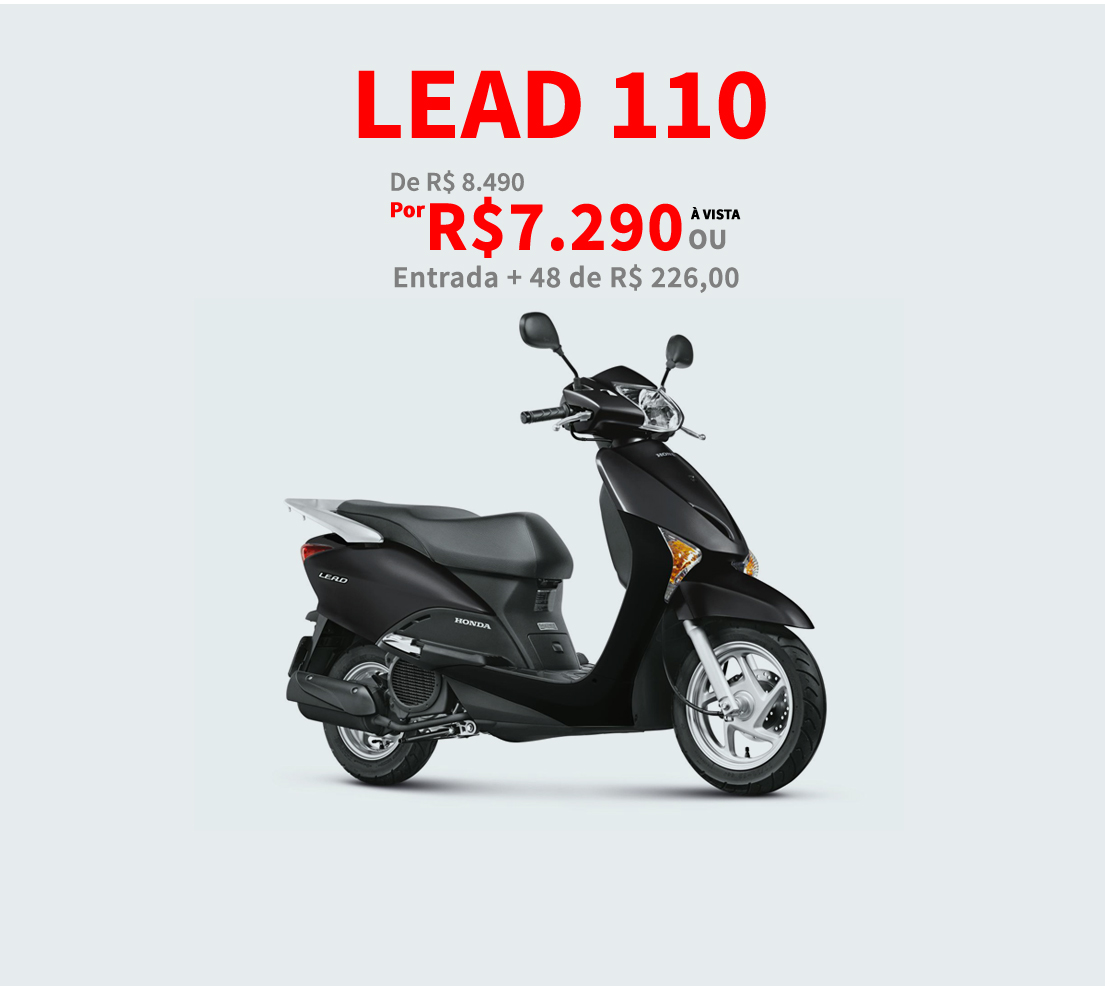 LEAD 110
De R$ 8.490
Por R$7.290 À VISTA
OU
Entrada + 48 de R$ 226,00
HONDA
LEAD
HONDA